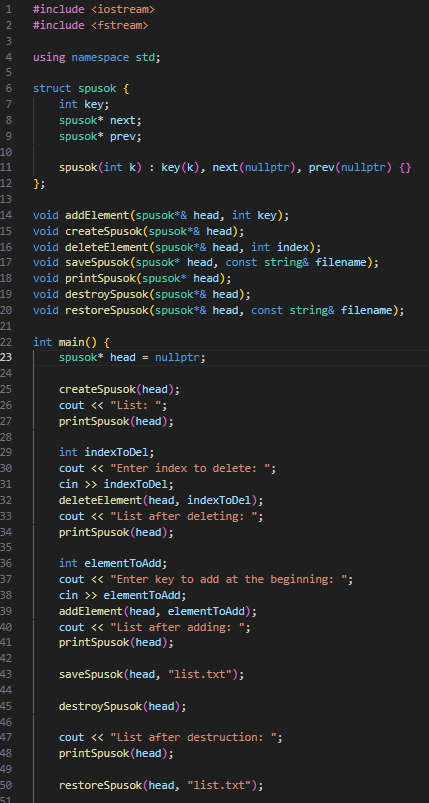 1 #include <iostream>
2 #include <fstream>
3
4 using namespace std;
5
6 struct spusok {
7     int key;
8     spusok* next;
9     spusok* prev;
10
11     spusok(int k) : key(k), next(nullptr), prev(nullptr) {}
12 };
13
14 void addElement(spusok*& head, int key);
15 void createSpusok(spusok*& head);
16 void deleteElement(spusok*& head, int index);
17 void saveSpusok(spusok* head, const string& filename);
18 void printSpusok(spusok* head);
19 void destroySpusok(spusok*& head);
20 void restoreSpusok(spusok*& head, const string& filename);
21
22 int main() {
23     spusok* head = nullptr;
24
25     createSpusok(head);
26     cout << "List: ";
27     printSpusok(head);
28
29     int indexToDel;
30     cout << "Enter index to delete: ";
31     cin >> indexToDel;
32     deleteElement(head, indexToDel);
33     cout << "List after deleting: ";
34     printSpusok(head);
35
36     int elementToAdd;
37     cout << "Enter key to add at the beginning: ";
38     cin >> elementToAdd;
39     addElement(head, elementToAdd);
40     cout << "List after adding: ";
41     printSpusok(head);
42
43     saveSpusok(head, "list.txt");
44
45     destroySpusok(head);
46
47     cout << "List after destruction: ";
48     printSpusok(head);
49
50     restoreSpusok(head, "list.txt");
51